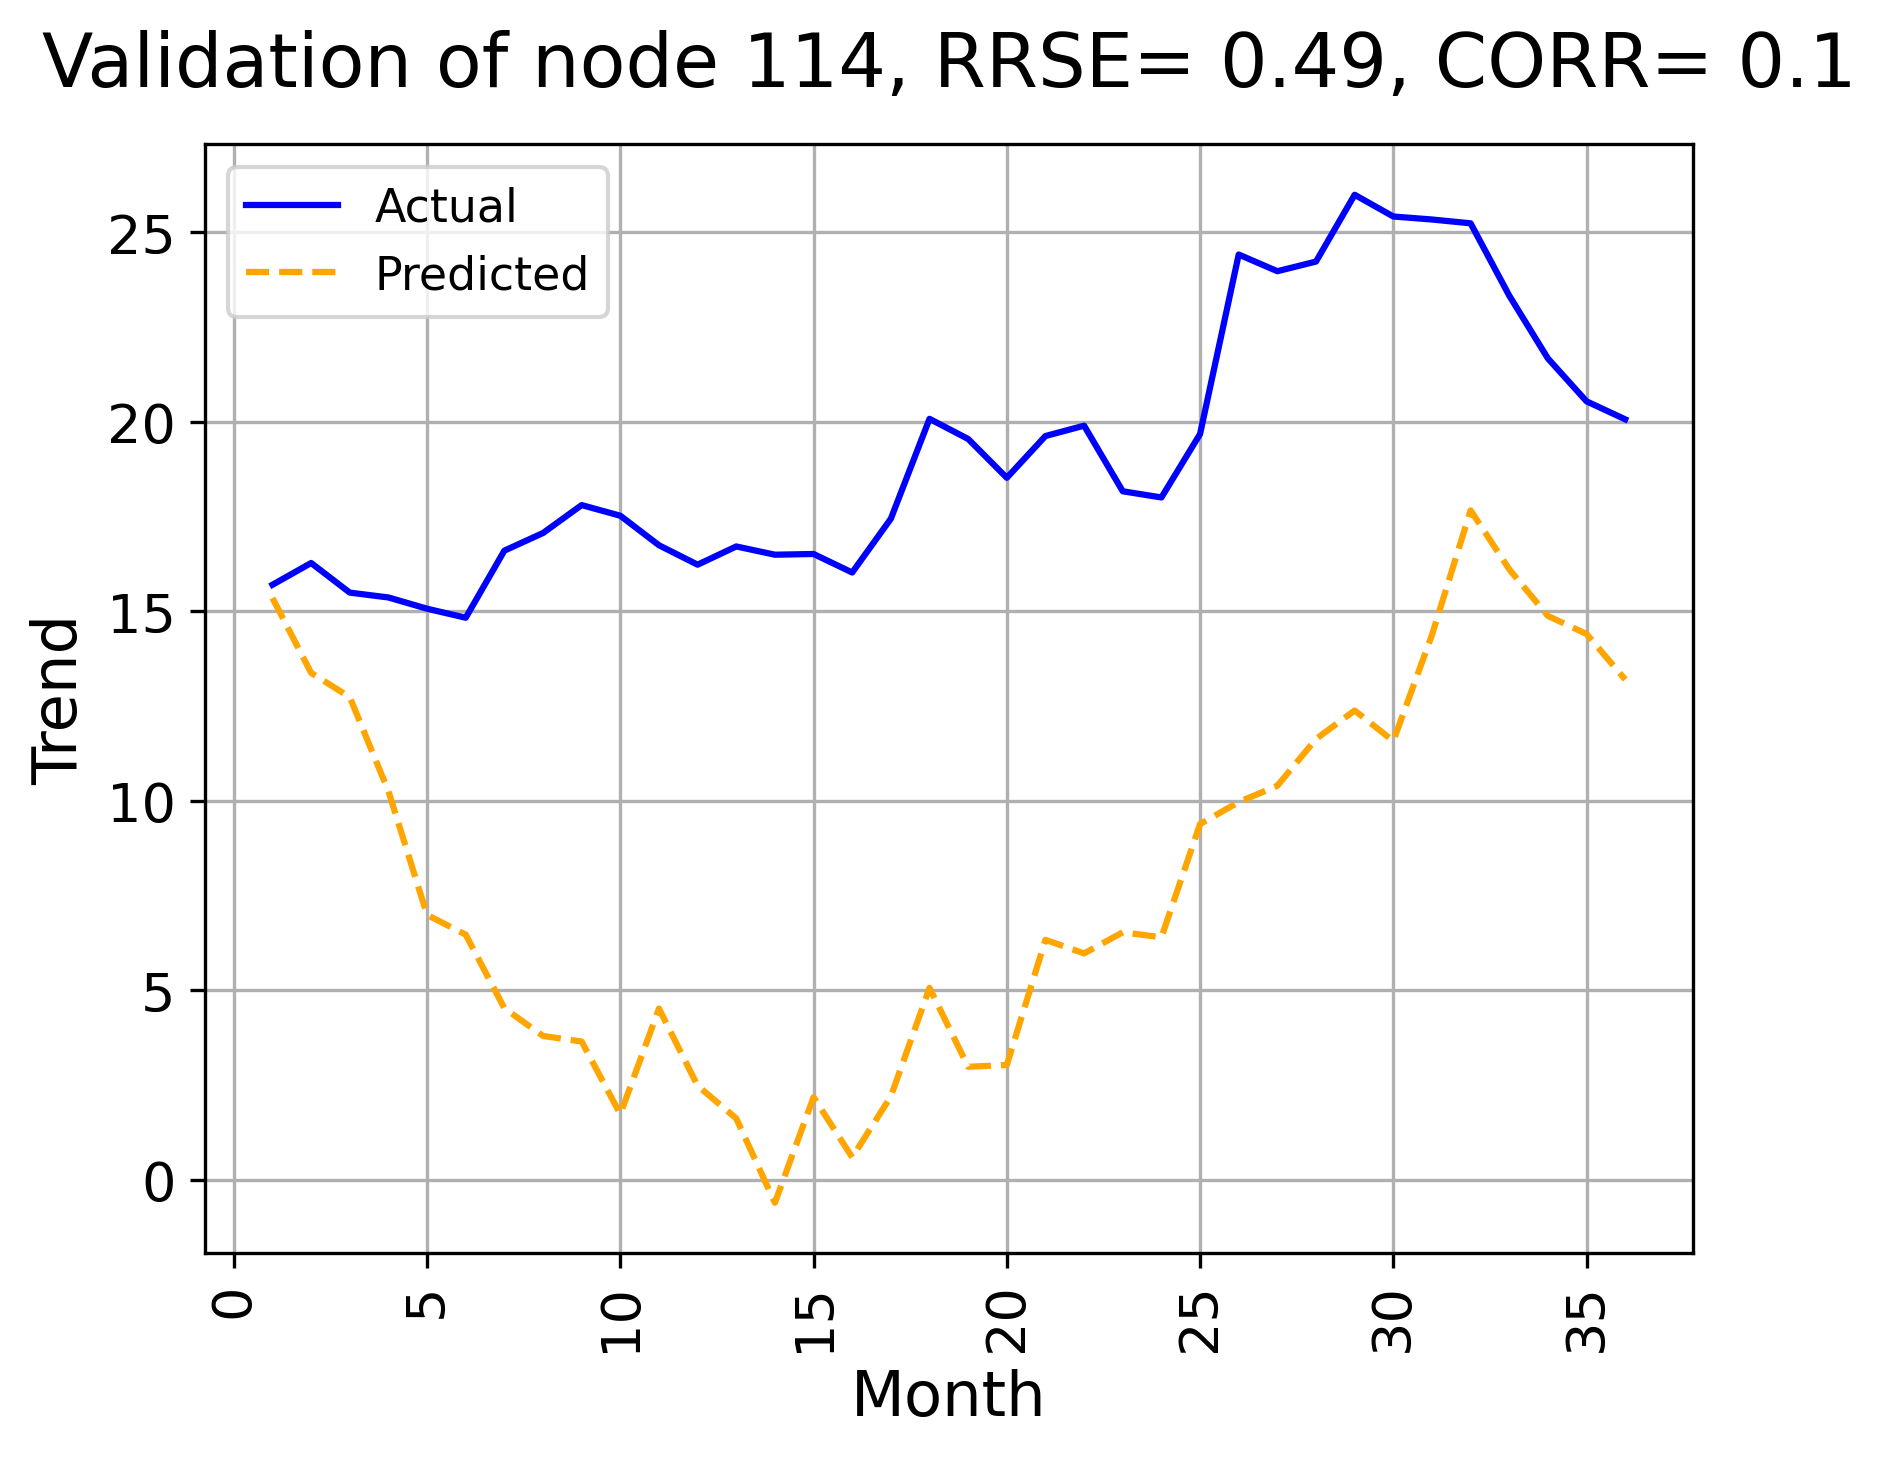 Validation of node 114, RRSE= 0.49, CORR= 0.1
Actual
Predicted
25
20
15
10
5
0
Trend
0 5 10 15 20 25 30 35
Month